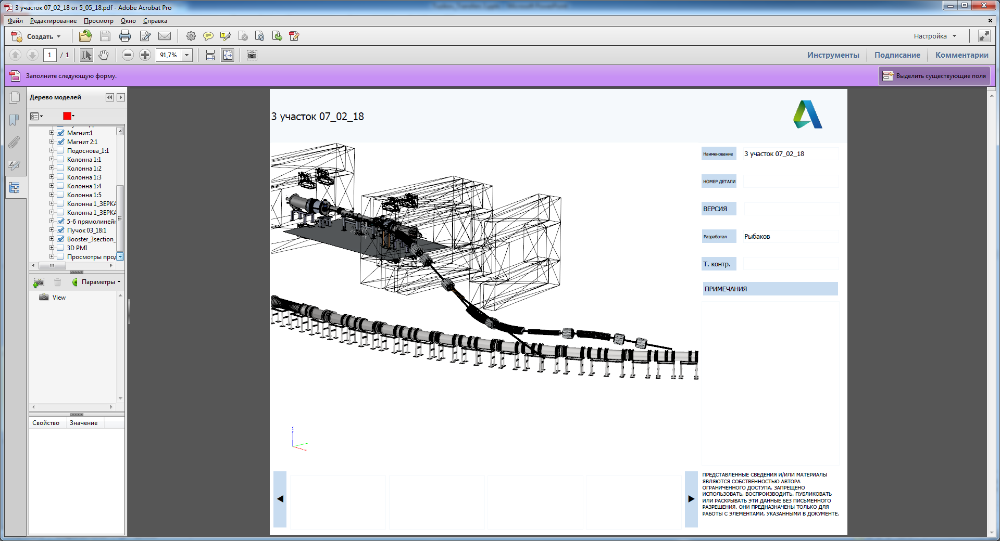 3 участок 07_02_18 от 5_05_18.pdf - Adobe Acrobat Pro
Файл Редактирование Просмотр Окно Справка
Создать
Настройка
1 / 1
91,7%
Инструменты Подписание Комментарии
Заполните следующую форму.
Выделить существующие поля
Дерево моделей
Магнит:1
Магнит 2:1
Подоснова_1:1
Колонна 1:1
Колонна 1:2
Колонна 1:3
Колонна 1:4
Колонна 1:5
Колонна 1_ЗЕРКА
Колонна 1_ЗЕРКА
5-6 прямолиней
Пучок 03_18:1
Booster_3section_
3D PMI
Просмотры прод
Параметры
View
Свойство Значение
3 участок 07_02_18
Наименование 3 участок 07_02_18
НОМЕР ДЕТАЛИ
ВЕРСИЯ
Разработал Рыбаков
Т. контр.
ПРИМЕЧАНИЯ
ПРЕДСТАВЛЕННЫЕ СВЕДЕНИЯ И/ИЛИ МАТЕРИАЛЫ
ЯВЛЯЮТСЯ СОБСТВЕННОСТЬЮ АВТОРА
ОГРАНИЧЕННОГО ДОСТУПА. ЗАПРЕЩЕНО
ИСПОЛЬЗОВАТЬ, ВОСПРОИЗВОДИТЬ, ПУБЛИКОВАТЬ
ИЛИ РАСКРЫВАТЬ ЭТИ ДАННЫЕ БЕЗ ПИСЬМЕННОГО
РАЗРЕШЕНИЯ. ОНИ ПРЕДНАЗНАЧЕНЫ ТОЛЬКО ДЛЯ
РАБОТЫ С ЭЛЕМЕНТАМИ, УКАЗАННЫМИ В ДОКУМЕНТЕ.